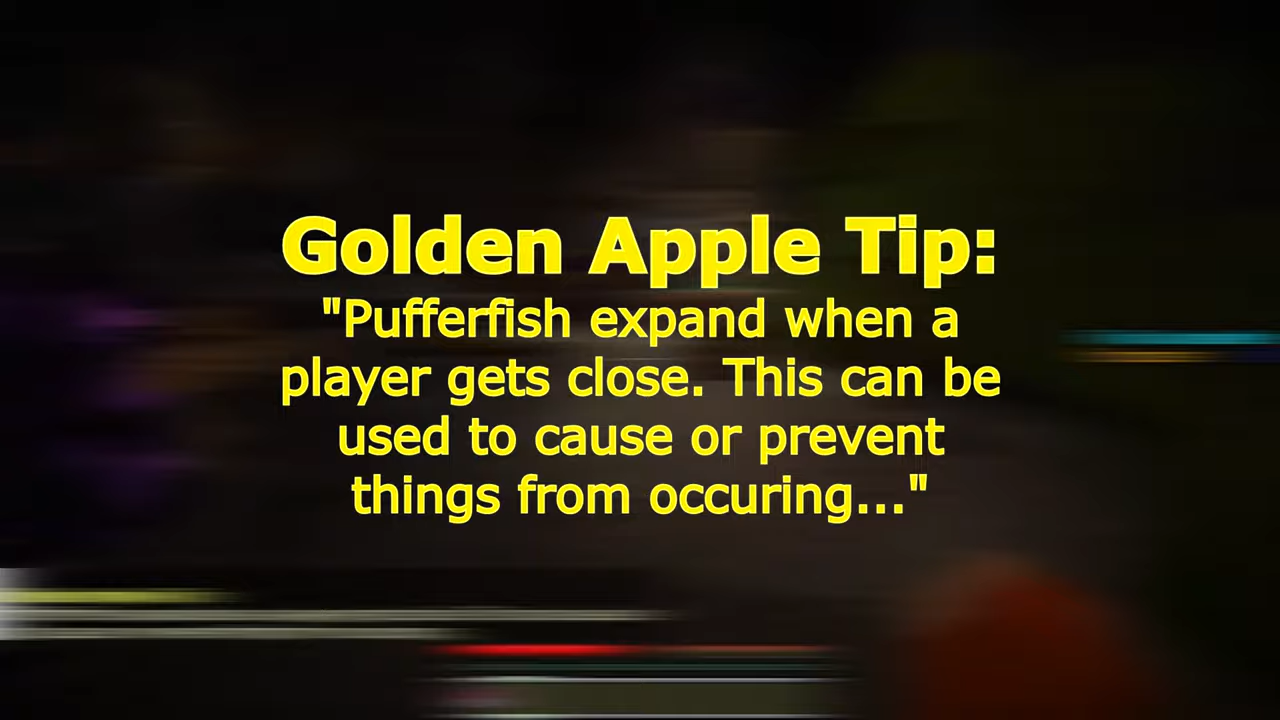 Golden Apple Tip:
"Pufferfish expand when a
player gets close. This can be
used to cause or prevent
things from occuring..."